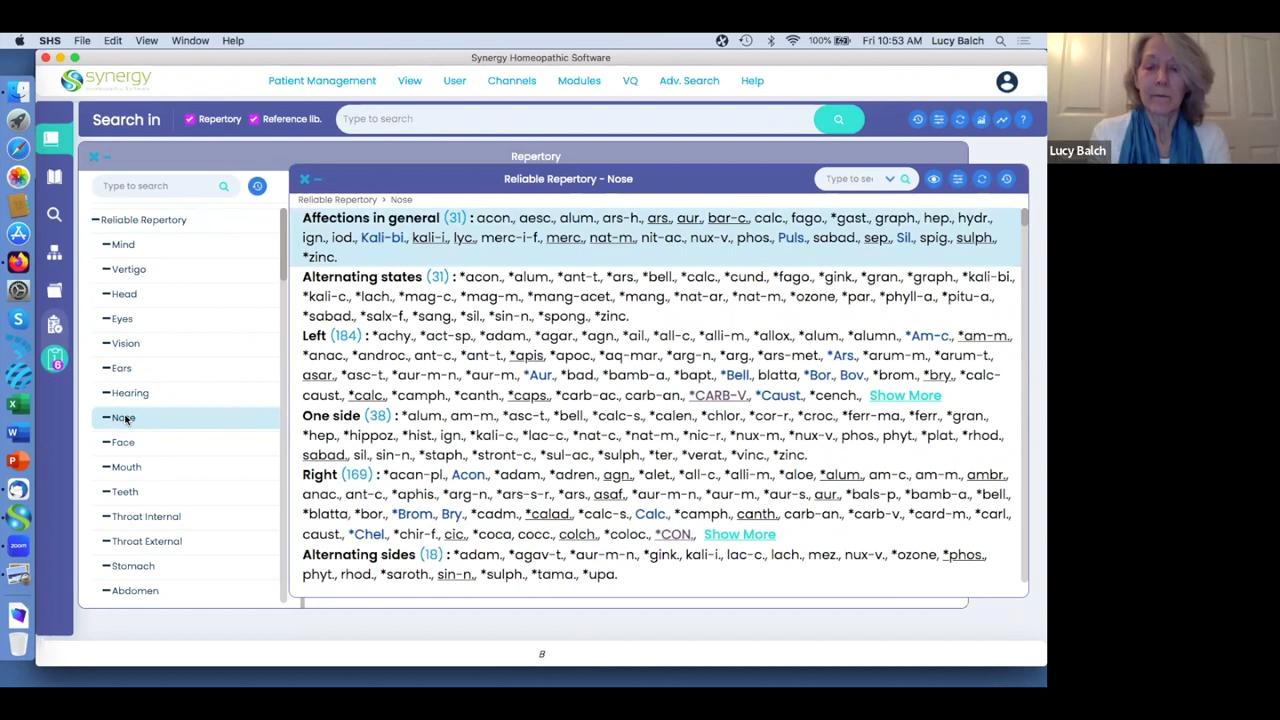 SHS File Edit View Window Help
100% Fri 10:53 AM Lucy Balch
Synergy Homeopathic Software
synergy
Patient Management View User Channels Modules VQ Adv. Search Help
Search in Repertory Reference lib. Type to search
Repertory
Type to search
Reliable Repertory
Mind
Vertigo
Head
Eyes
Vision
Ears
Hearing
Nose
Face
Mouth
Teeth
Throat Internal
Throat External
Stomach
Abdomen
Reliable Repertory - Nose
Type to se
Reliable Repertory > Nose
Affections in general (31) : acon., aesc., alum., ars-h., ars., aur., bar-c., calc., fago., *gast., graph., hep., hydr.,
ign., iod., Kali-bi., kali-i., lyc., merc-i-f., merc., nat-m., nit-ac., nux-v., phos., Puls., sabad., sep., Sil., spig., sulph.,
*zinc.
Alternating states (31) : *acon., *alum., *ant-t., *ars., *bell., *calc., *cund., *fago., *gink., *gran., *graph., *kali-bi.,
*kali-c., *lach., *mag-c., *mag-m., *mang-acet., *mang., *nat-ar., *nat-m., *ozone, *par., *phyll-a., *pitu-a.,
*sabad., *salx-f., *sang., *sil., *sin-n., *spong., *zinc.
Left (184) : *achy., *act-sp., *adam., *agar., *agn., *ail., *all-c., *alli-m., *allox., *alum., *alumn., *Am-c., *am-m.,
*anac., *androc., ant-c., *ant-t., *apis, *apoc., *aq-mar., *arg-n., *arg., *ars-met., *Ars., *arum-m., *arum-t.,
asar., *asc-t., *aur-m-n., *aur-m., *Aur., *bad., *bamb-a., *bapt., *Bell., blatta, *Bor., Bov., *brom., *bry., *calc-
caust., *calc., *camph., *canth., *caps., *carb-ac., carb-an., *CARB-V., *Caust., *cench., Show More
One side (38) : *alum., am-m., *asc-t., *bell., *calc-s., *calen., *chlor., *cor-r., *croc., *ferr-ma., *ferr., *gran.,
*hep., *hippoz., *hist., ign., *kali-c., *lac-c., *nat-c., *nat-m., *nic-r., *nux-m., *nux-v., phos., phyt., *plat., *rhod.,
sabad., sil., sin-n., *staph., *stront-c., *sul-ac., *sulph., *ter., *verat., *vinc., *zinc.
Right (169) : *acan-pl., Acon., *adam., *adren., agn., *alet., *all-c., *alli-m., *aloe, *alum., am-c., am-m., ambr.,
anac., ant-c., *aphis., *arg-n., *ars-s-r., *ars., asaf., *aur-m-n., *aur-m., *aur-s., aur., *bals-p., *bamb-a., *bell.,
*blatta, *bor., *Brom., Bry., *cadm., *calad., *calc-s., Calc., *camph., canth., carb-an., *carb-v., *card-m., *carl.,
caust., *Chel., *chir-f., cic., *coca, cocc., colch., *coloc., *CON., Show More
Alternating sides (18) : *adam., *agav-t., *aur-m-n., *gink., kali-i., lac-c., lach., mez., nux-v., *ozone, *phos.,
phyt., rhod., *saroth., sin-n., *sulph., *tama., *upa.
B
zoom
Lucy Balch